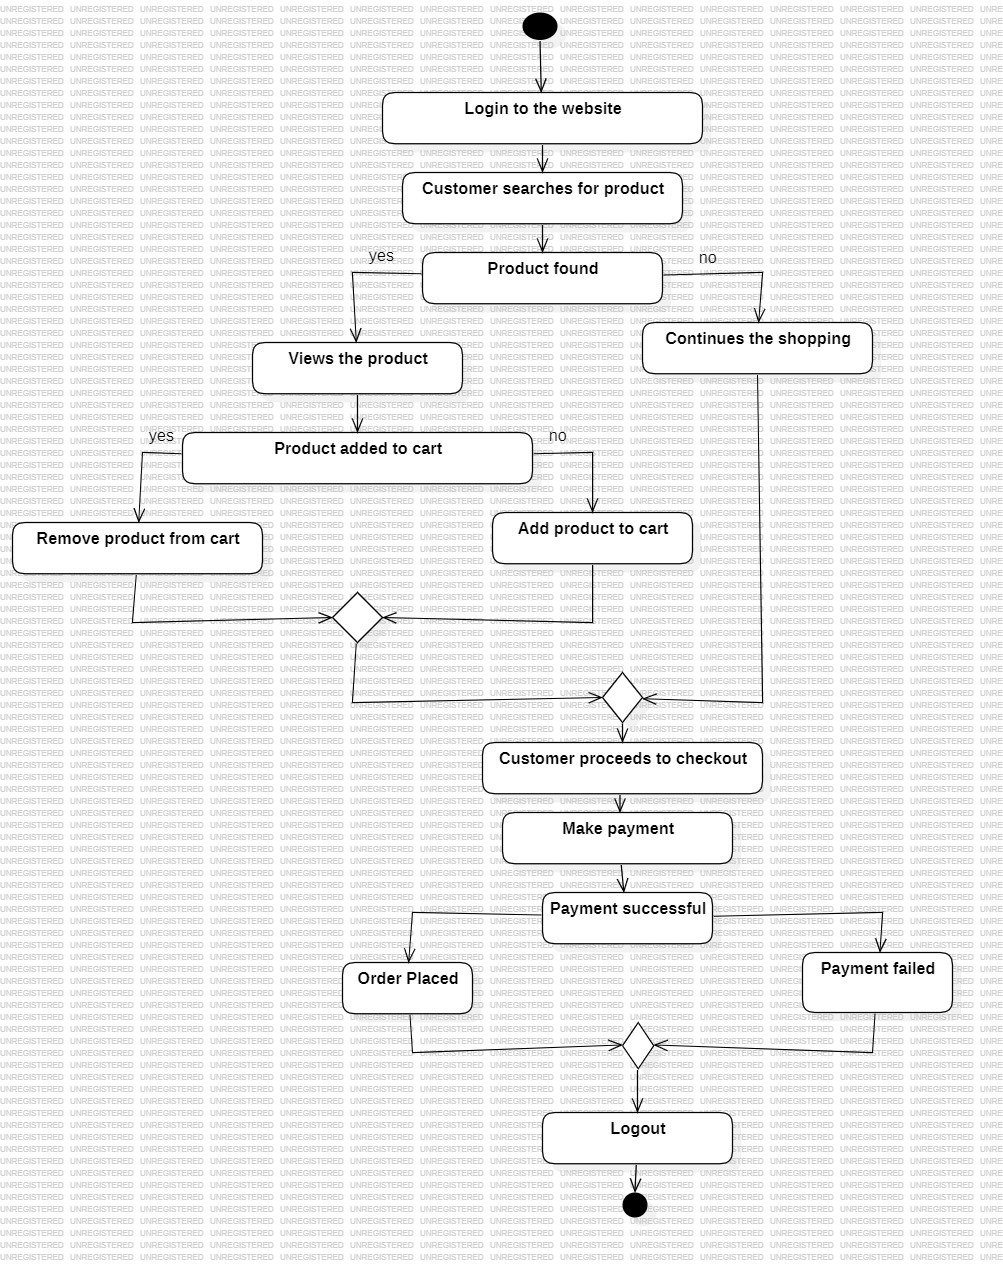 Login to the website
Customer searches for product
yes
Product found
no
Continues the shopping
Views the product
yes
Product added to cart
no
Remove product from cart
Add product to cart
Customer proceeds to checkout
Make payment
Payment successful
Order Placed
Payment failed
Logout
UNREGISTERED